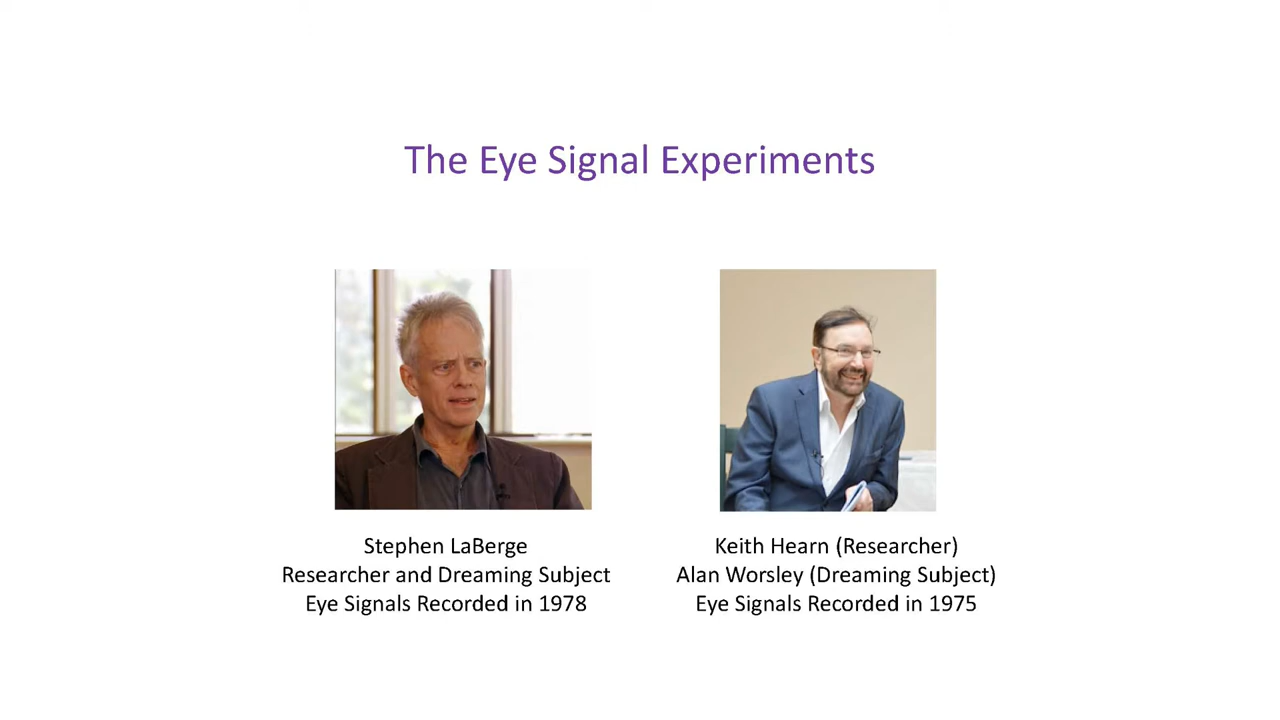 The Eye Signal Experiments
Stephen LaBerge
Researcher and Dreaming Subject
Eye Signals Recorded in 1978
Keith Hearn (Researcher)
Alan Worsley (Dreaming Subject)
Eye Signals Recorded in 1975